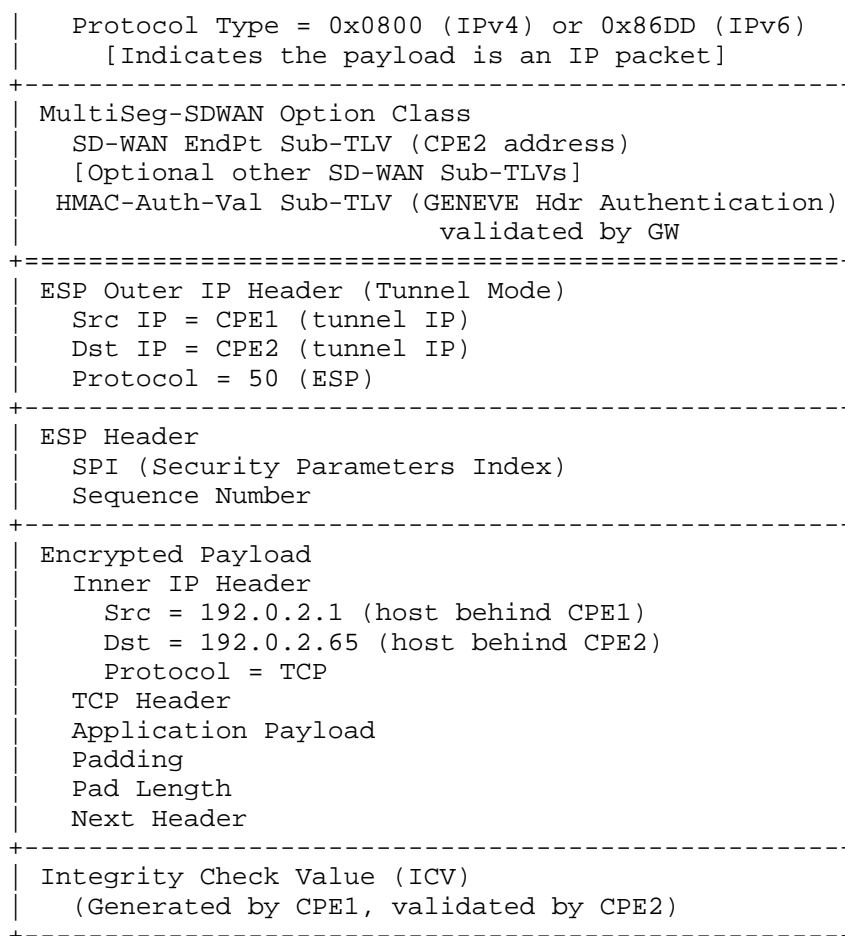 |   Protocol Type = 0x0800 (IPv4) or 0x86DD (IPv6)
|     [Indicates the payload is an IP packet]
+----------------------------------------------------
| MultiSeg-SDWAN Option Class
|   SD-WAN EndPt Sub-TLV (CPE2 address)
|   [Optional other SD-WAN Sub-TLVs]
|  HMAC-Auth-Val Sub-TLV (GENEVE Hdr Authentication)
|                          validated by GW
+===================================================+
| ESP Outer IP Header (Tunnel Mode)
|   Src IP = CPE1 (tunnel IP)
|   Dst IP = CPE2 (tunnel IP)
|   Protocol = 50 (ESP)
+---------------------------------------------------+
| ESP Header
|   SPI (Security Parameters Index)
|   Sequence Number
+---------------------------------------------------+
| Encrypted Payload
|   Inner IP Header
|     Src = 192.0.2.1 (host behind CPE1)
|     Dst = 192.0.2.65 (host behind CPE2)
|     Protocol = TCP
|   TCP Header
|   Application Payload
|   Padding
|   Pad Length
|   Next Header
+---------------------------------------------------+
| Integrity Check Value (ICV)
|   (Generated by CPE1, validated by CPE2)
+---------------------------------------------------+